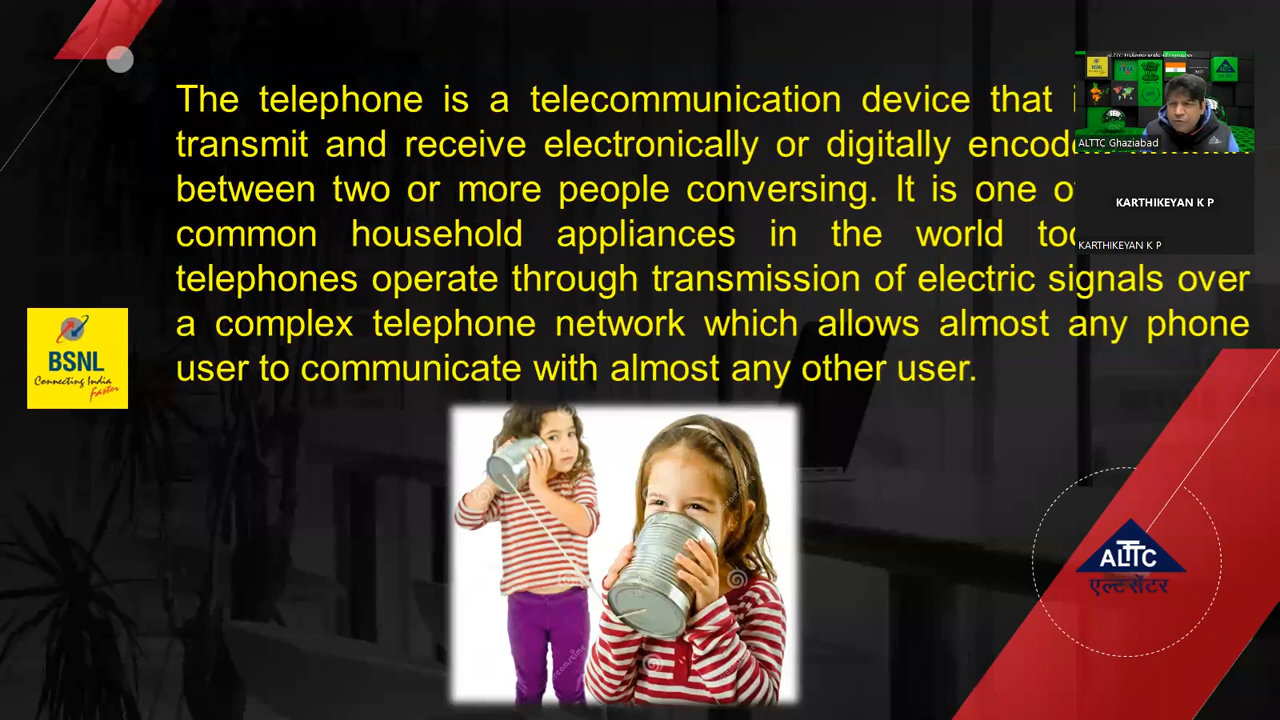 The telephone is a telecommunication device that
transmit and receive electronically or digitally
between two or more people conversing. It is one
common household appliances in the world
telephones operate through transmission of electric signals over
a complex telephone network which allows almost any phone
user to communicate with almost any other user.
ALTTC Ghaziabad
KARTHIKEYAN K P
KARTHIKEYAN K P
BSNL
Connecting India
Faster
ALTTC
एल्टसेंटर